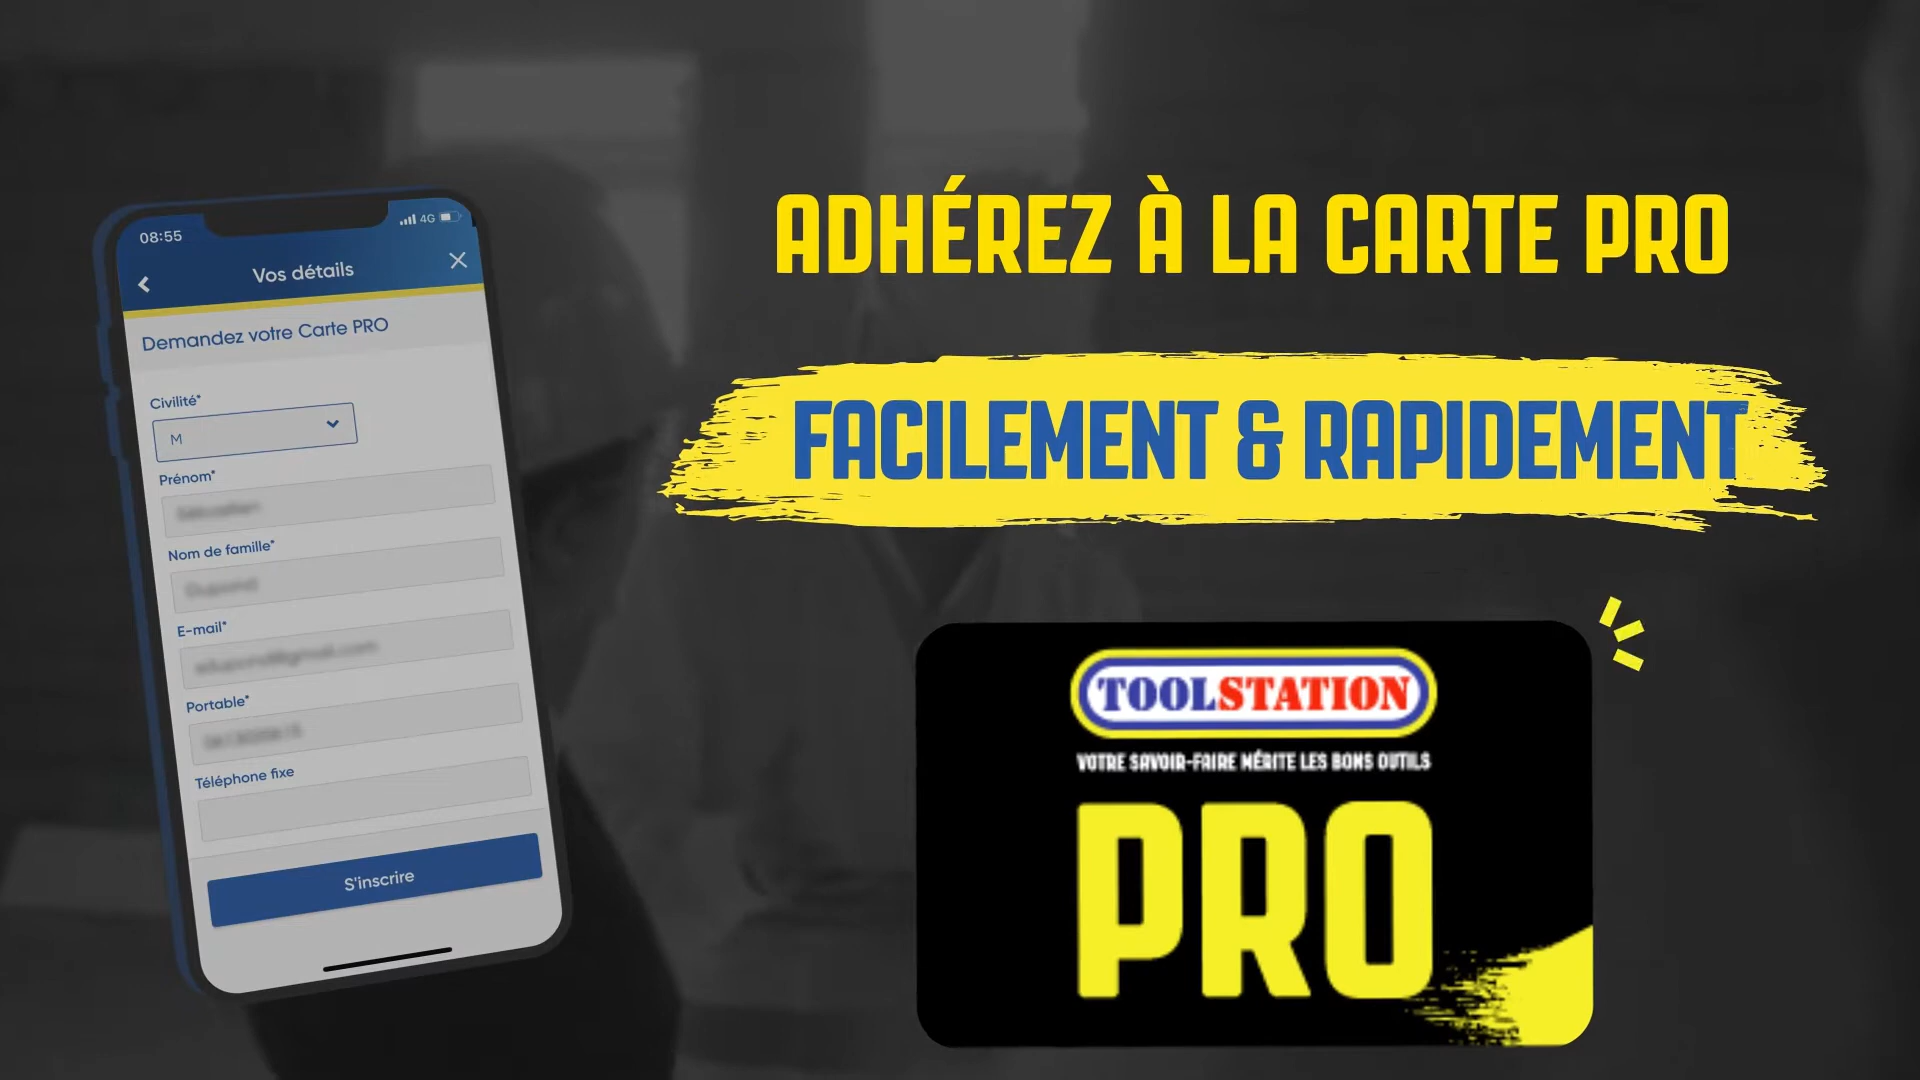 08:55
4G
Vos détails
Demandez votre Carte PRO
Civilité*
M
Prénom*
Nom de famille*
E-mail*
Portable*
Téléphone fixe
S'inscrire
ADHÉREZ À LA CARTE PRO
FACILEMENT & RAPIDEMENT
TOOLSTATION
VOTRE SAVOIR-FAIRE MÉRITE LES BONS OUTILS
PRO